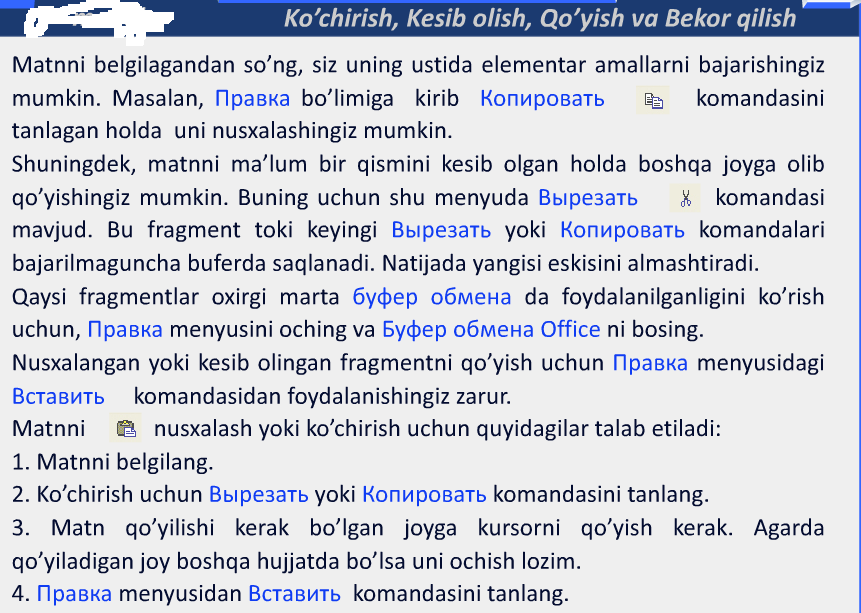 Ko’chirish, Kesib olish, Qo’yish va Bekor qilish
Matnni belgilagandan so’ng, siz uning ustida elementar amallarni bajarishingiz
mumkin. Masalan, Правка bo’limiga kirib Копировать komandasini
tanlagan holda uni nusxalashingiz mumkin.
Shuningdek, matnni ma’lum bir qismini kesib olgan holda boshqa joyga olib
qo’yishingiz mumkin. Buning uchun shu menyuda Вырезать komandasi
mavjud. Bu fragment toki keyingi Вырезать yoki Копировать komandalari
bajarilmaguncha buferda saqlanadi. Natijada yangisi eskisini almashtiradi.
Qaysi fragmentlar oxirgi marta буфер обмена da foydalanilganligini ko’rish
uchun, Правка menyusini oching va Буфер обмена Office ni bosing.
Nusxalangan yoki kesib olingan fragmentni qo’yish uchun Правка menyusidagi
Вставить komandasidan foydalanishingiz zarur.
Matnni nusxalash yoki ko’chirish uchun quyidagilar talab etiladi:
1. Matnni belgilang.
2. Ko’chirish uchun Вырезать yoki Копировать komandasini tanlang.
3. Matn qo’yilishi kerak bo’lgan joyga kursorni qo’yish kerak. Agarda
qo’yiladigan joy boshqa hujjatda bo’lsa uni ochish lozim.
4. Правка menyusidan Вставить komandasini tanlang.